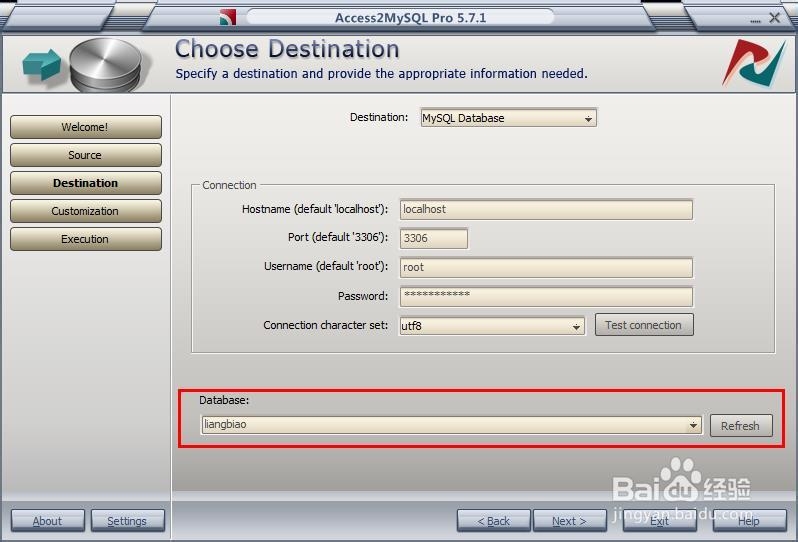 Access2MySQL Pro 5.7.1
Choose Destination
Specify a destination and provide the appropriate information needed.
Welcome!
Source
Destination
Customization
Execution
Destination: MySQL Database
Connection
Hostname (default 'localhost'): localhost
Port (default '3306'): 3306
Username (default 'root'): root
Password: ***********
Connection character set: utf8 Test connection
Database:
liangbiao Refresh
Baidu经验
jingyan.baidu.com
About Settings < Back Next > Exit Help